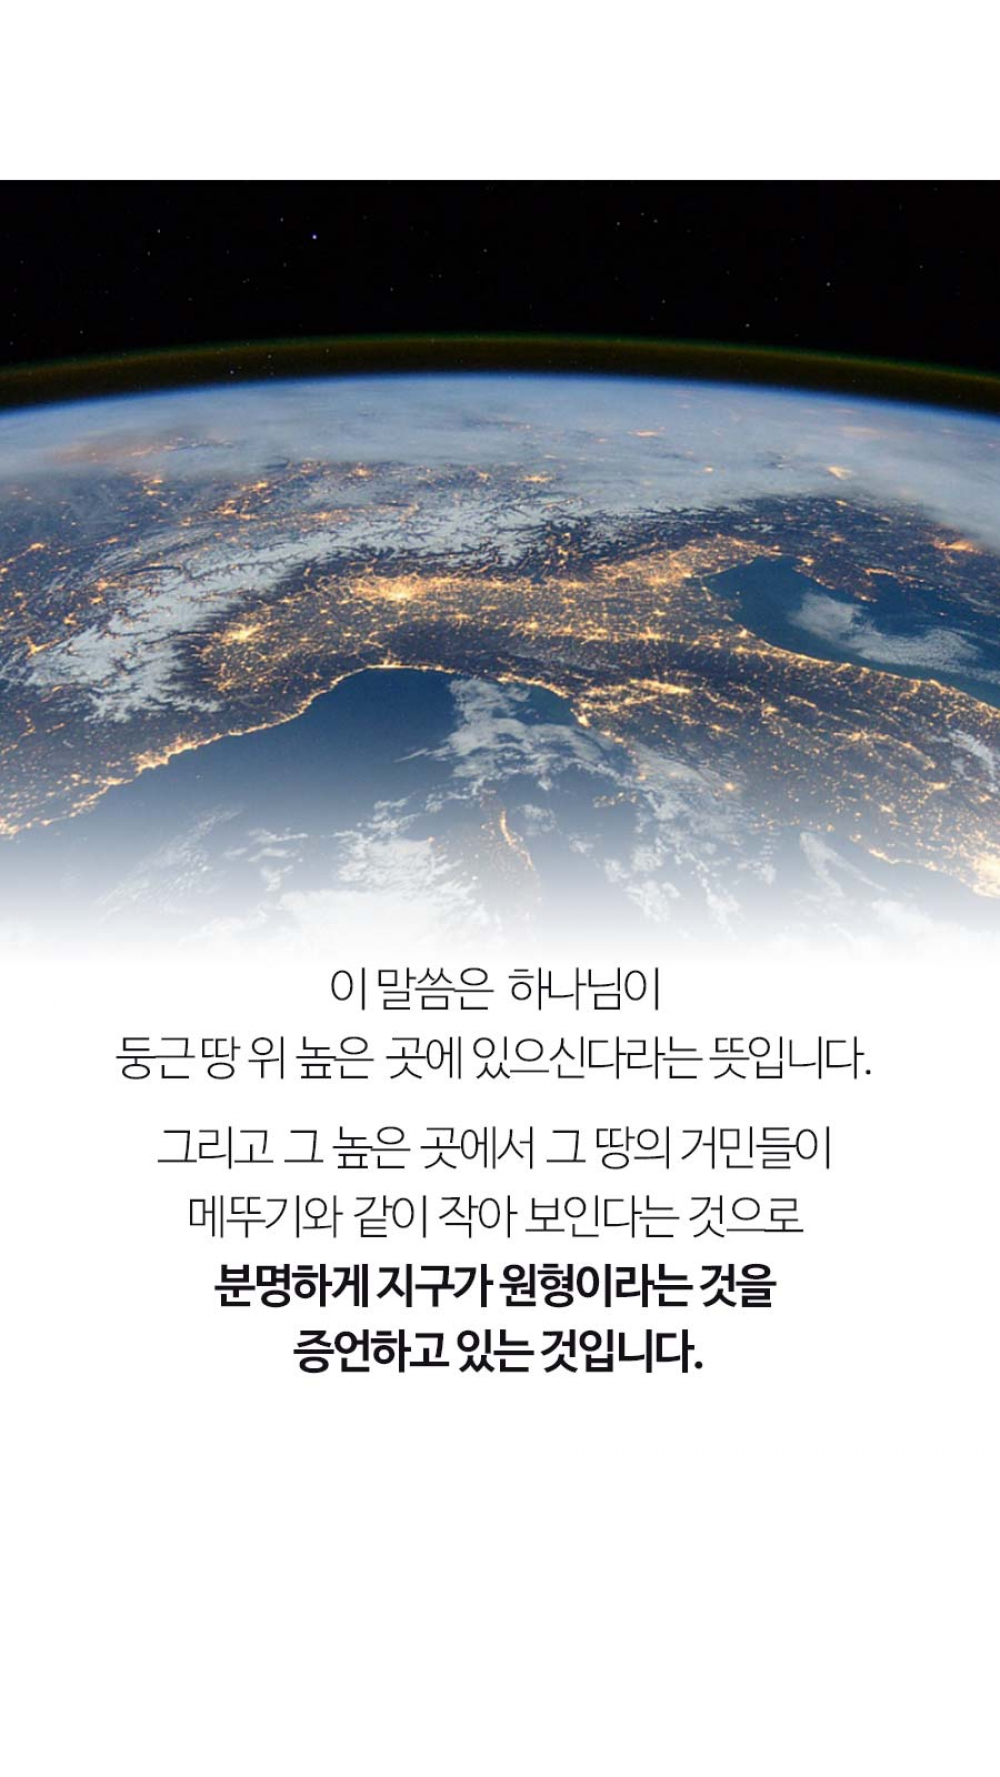 이 말씀은 하나님이
둥근 땅 위 높은 곳에 있으신다라는 뜻입니다.
그리고 그 높은 곳에서 그 땅의 거민들이
메뚜기와 같이 작아 보인다는 것으로
분명하게 지구가 원형이라는 것을
증언하고 있는 것입니다.